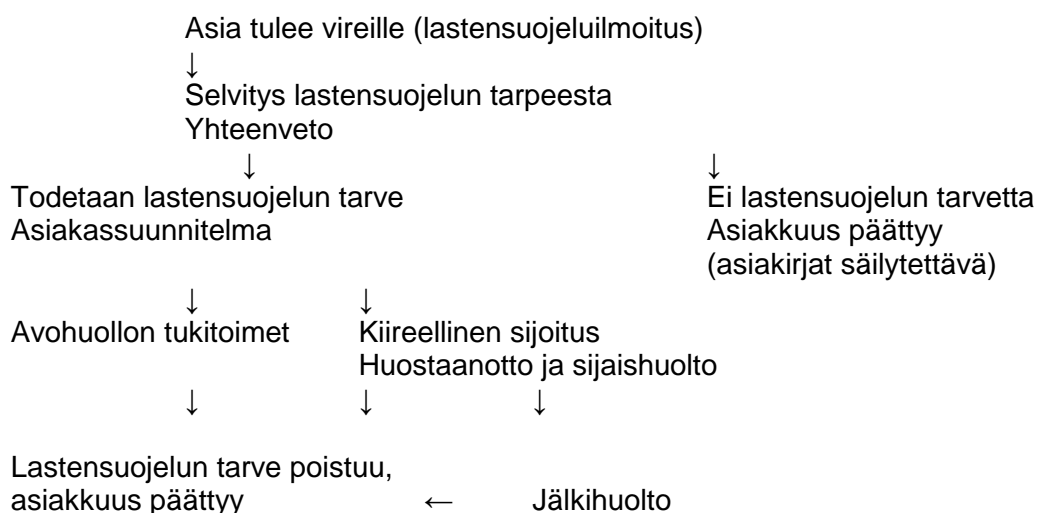 Asia tulee vireille (lastensuojeluilmoitus)
↓
Selvitys lastensuojelun tarpeesta
Yhteenveto
↓ ↓
Todetaan lastensuojelun tarve Ei lastensuojelun tarvetta
Asiakassuunnitelma Asiakkuus päättyy
(asiakirjat säilytettävä)
↓ ↓
Avohuollon tukitoimet Kiireellinen sijoitus
Huostaanotto ja sijaishuolto
↓ ↓ ↓
Lastensuojelun tarve poistuu,
asiakkuus päättyy ← Jälkihuolto